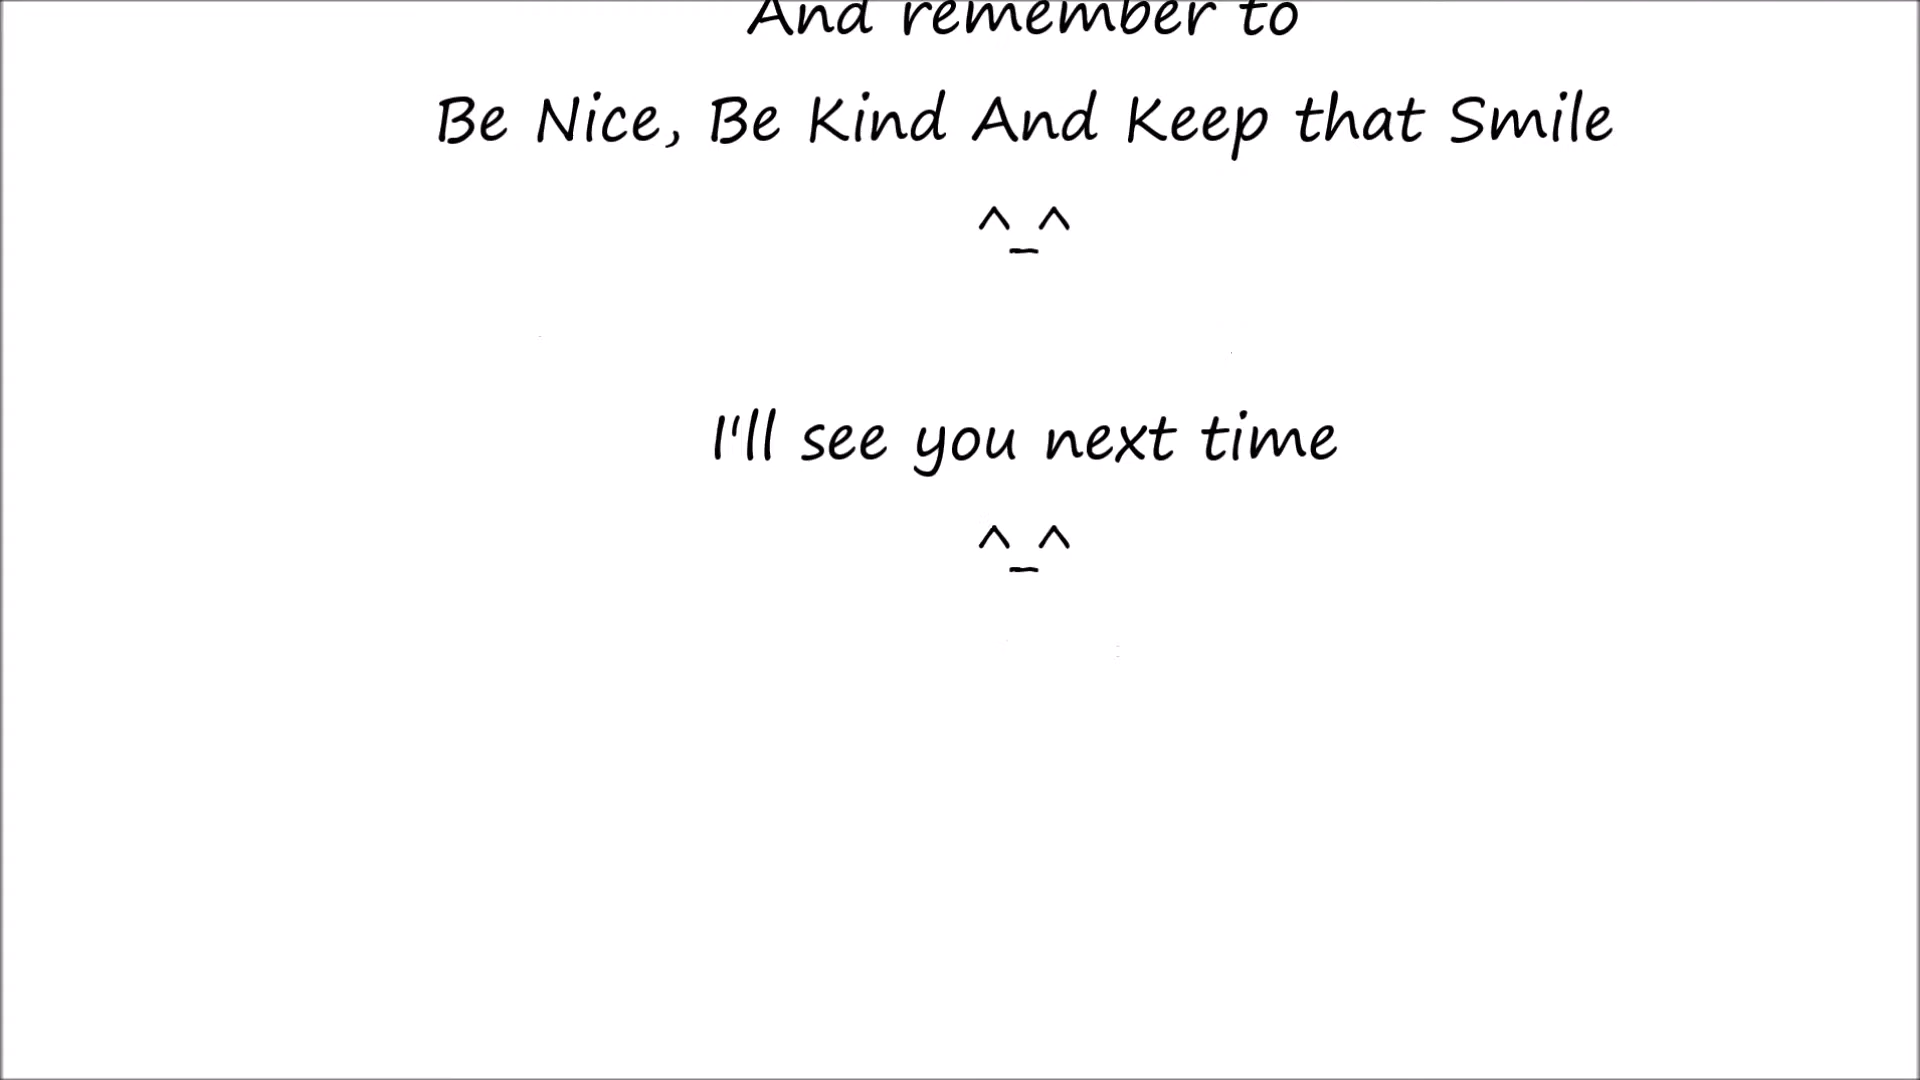 And remember to
Be Nice, Be Kind And Keep that Smile
^_^
I'll see you next time
^_^